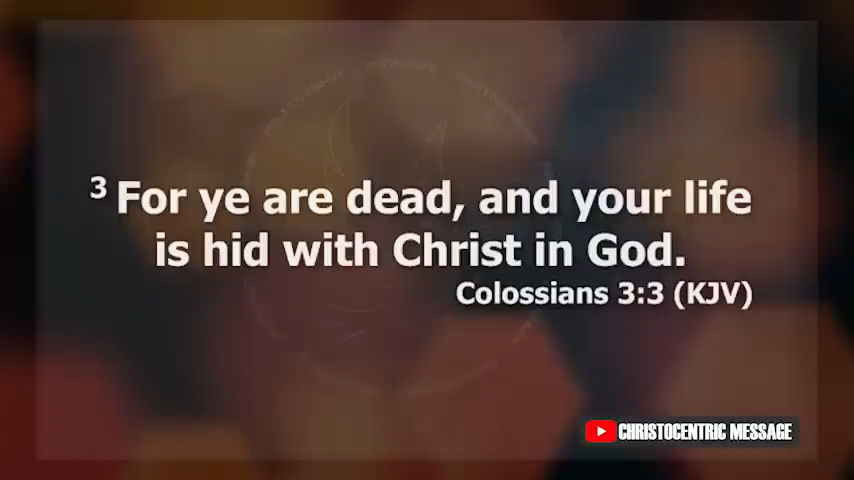 3 For ye are dead, and your life
is hid with Christ in God.
Colossians 3:3 (KJV)
CHRISTOCENTRIC MESSAGE